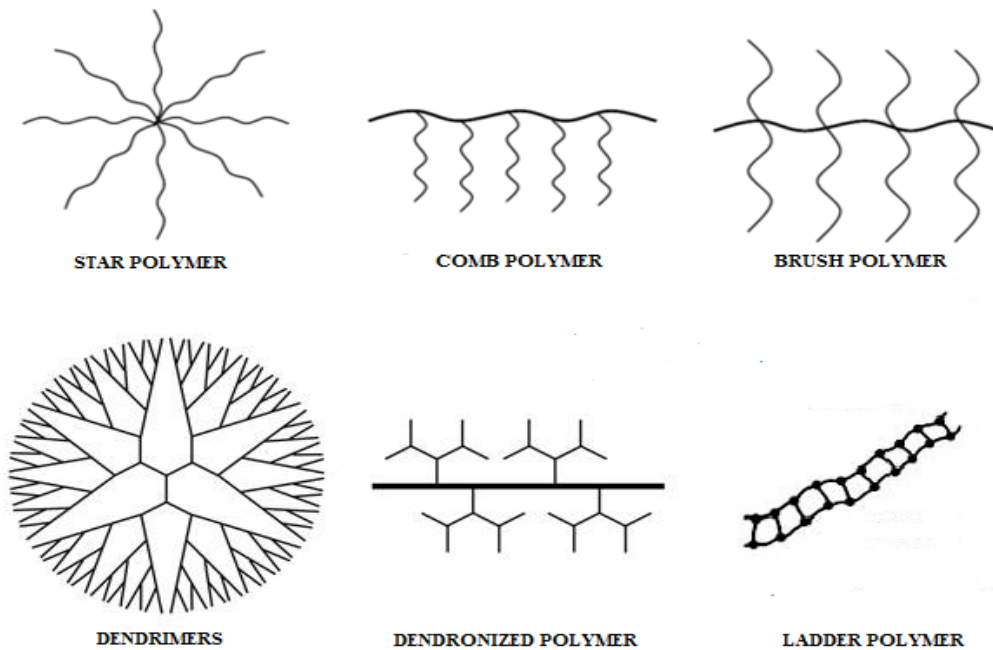 STAR POLYMER
COMB POLYMER
BRUSH POLYMER
DENDRIMERS
DENDRONIZED POLYMER
LADDER POLYMER